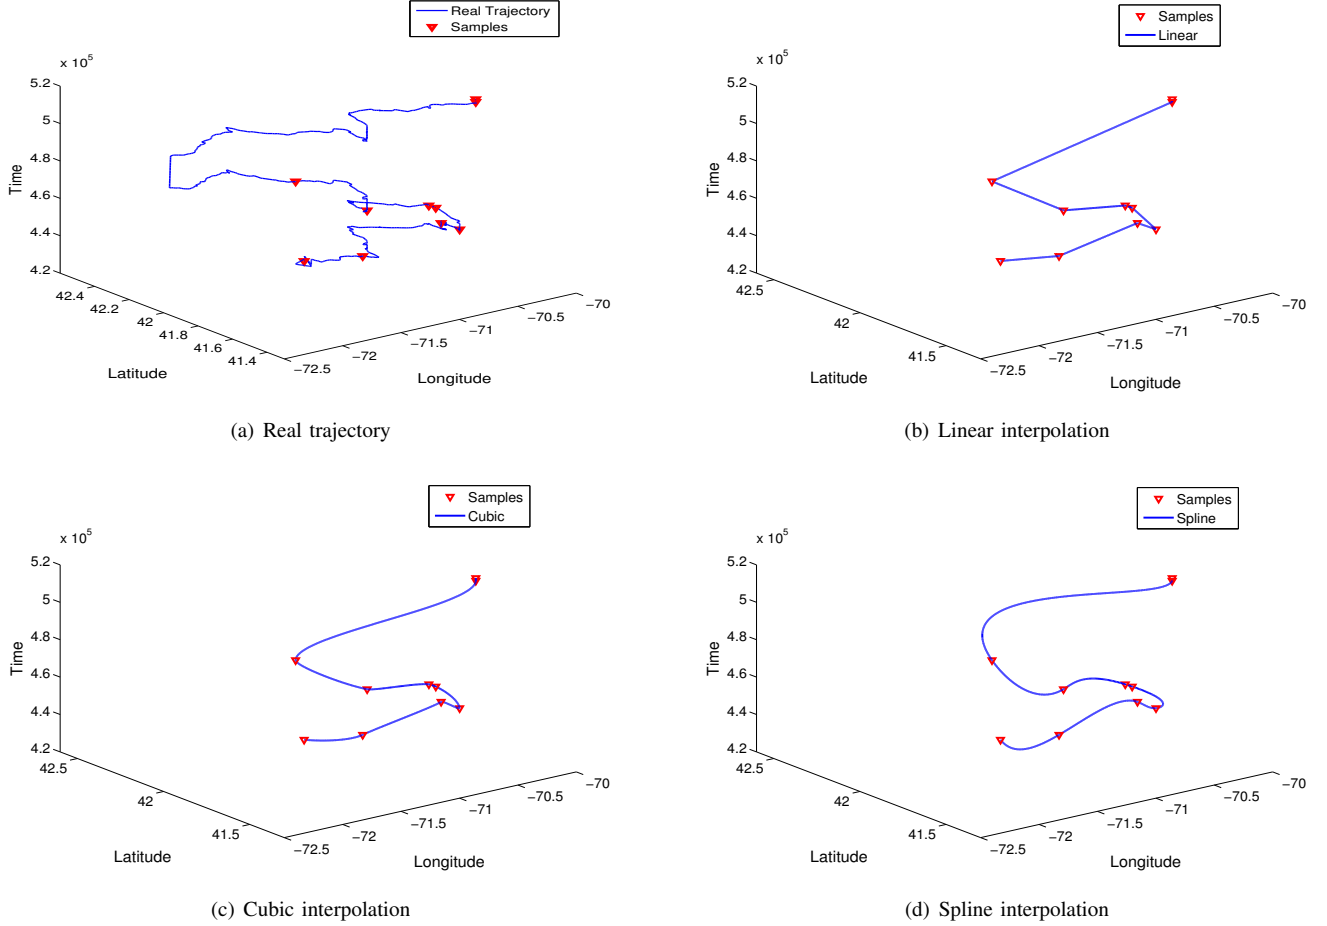 Real Trajectory
Samples
x 10^5
5.2
5
4.8
4.6
4.4
4.2
Time
42.4
42.2
42
41.8
41.6
41.4
Latitude
−72.5
−72
−71.5
−71
−70.5
−70
Longitude
(a) Real trajectory
Samples
Linear
x 10^5
5.2
5
4.8
4.6
4.4
4.2
Time
42.5
42
41.5
Latitude
−72.5
−72
−71.5
−71
−70.5
−70
Longitude
(b) Linear interpolation
Samples
Cubic
x 10^5
5.2
5
4.8
4.6
4.4
4.2
Time
42.5
42
41.5
Latitude
−72.5
−72
−71.5
−71
−70.5
−70
Longitude
(c) Cubic interpolation
Samples
Spline
x 10^5
5.2
5
4.8
4.6
4.4
4.2
Time
42.5
42
41.5
Latitude
−72.5
−72
−71.5
−71
−70.5
−70
Longitude
(d) Spline interpolation